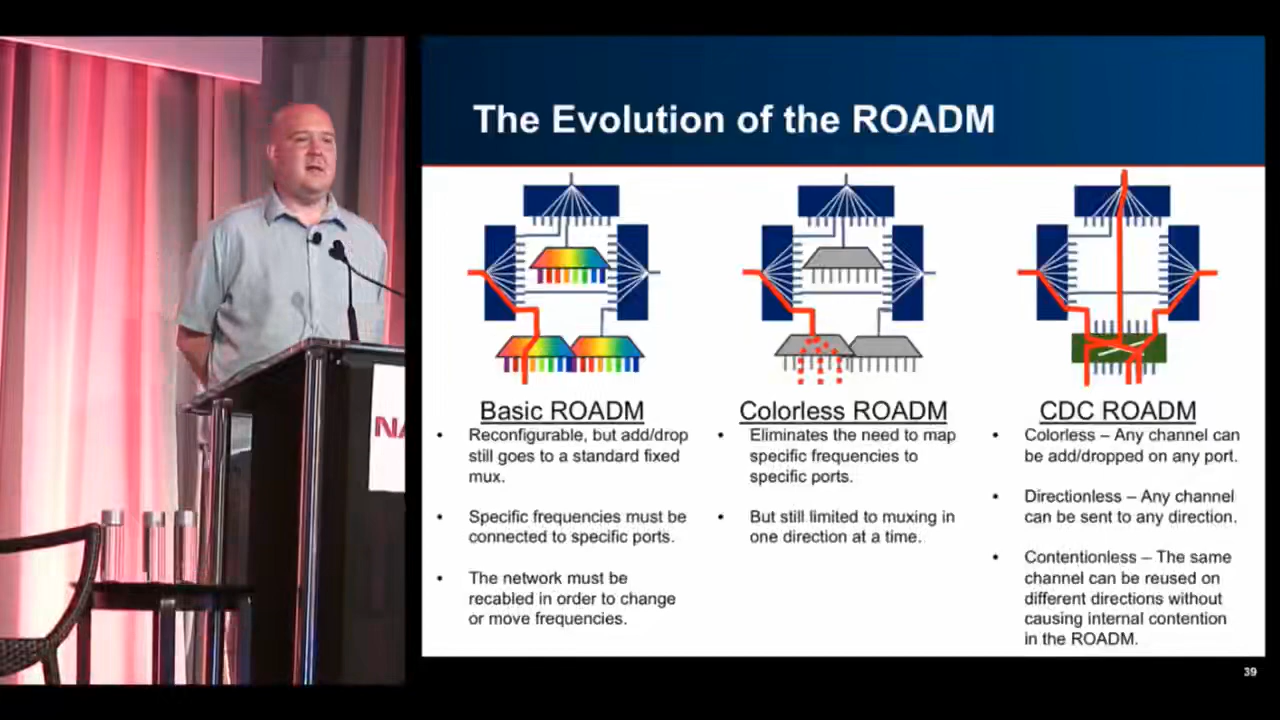 The Evolution of the ROADM
Basic ROADM
• Reconfigurable, but add/drop
still goes to a standard fixed
mux.
• Specific frequencies must be
connected to specific ports.
• The network must be
recabled in order to change
or move frequencies.
Colorless ROADM
• Eliminates the need to map
specific frequencies to
specific ports.
• But still limited to muxing in
one direction at a time.
CDC ROADM
• Colorless – Any channel can
be add/dropped on any port.
• Directionless – Any channel
can be sent to any direction.
• Contentionless – The same
channel can be reused on
different directions without
causing internal contention
in the ROADM.
39
NA